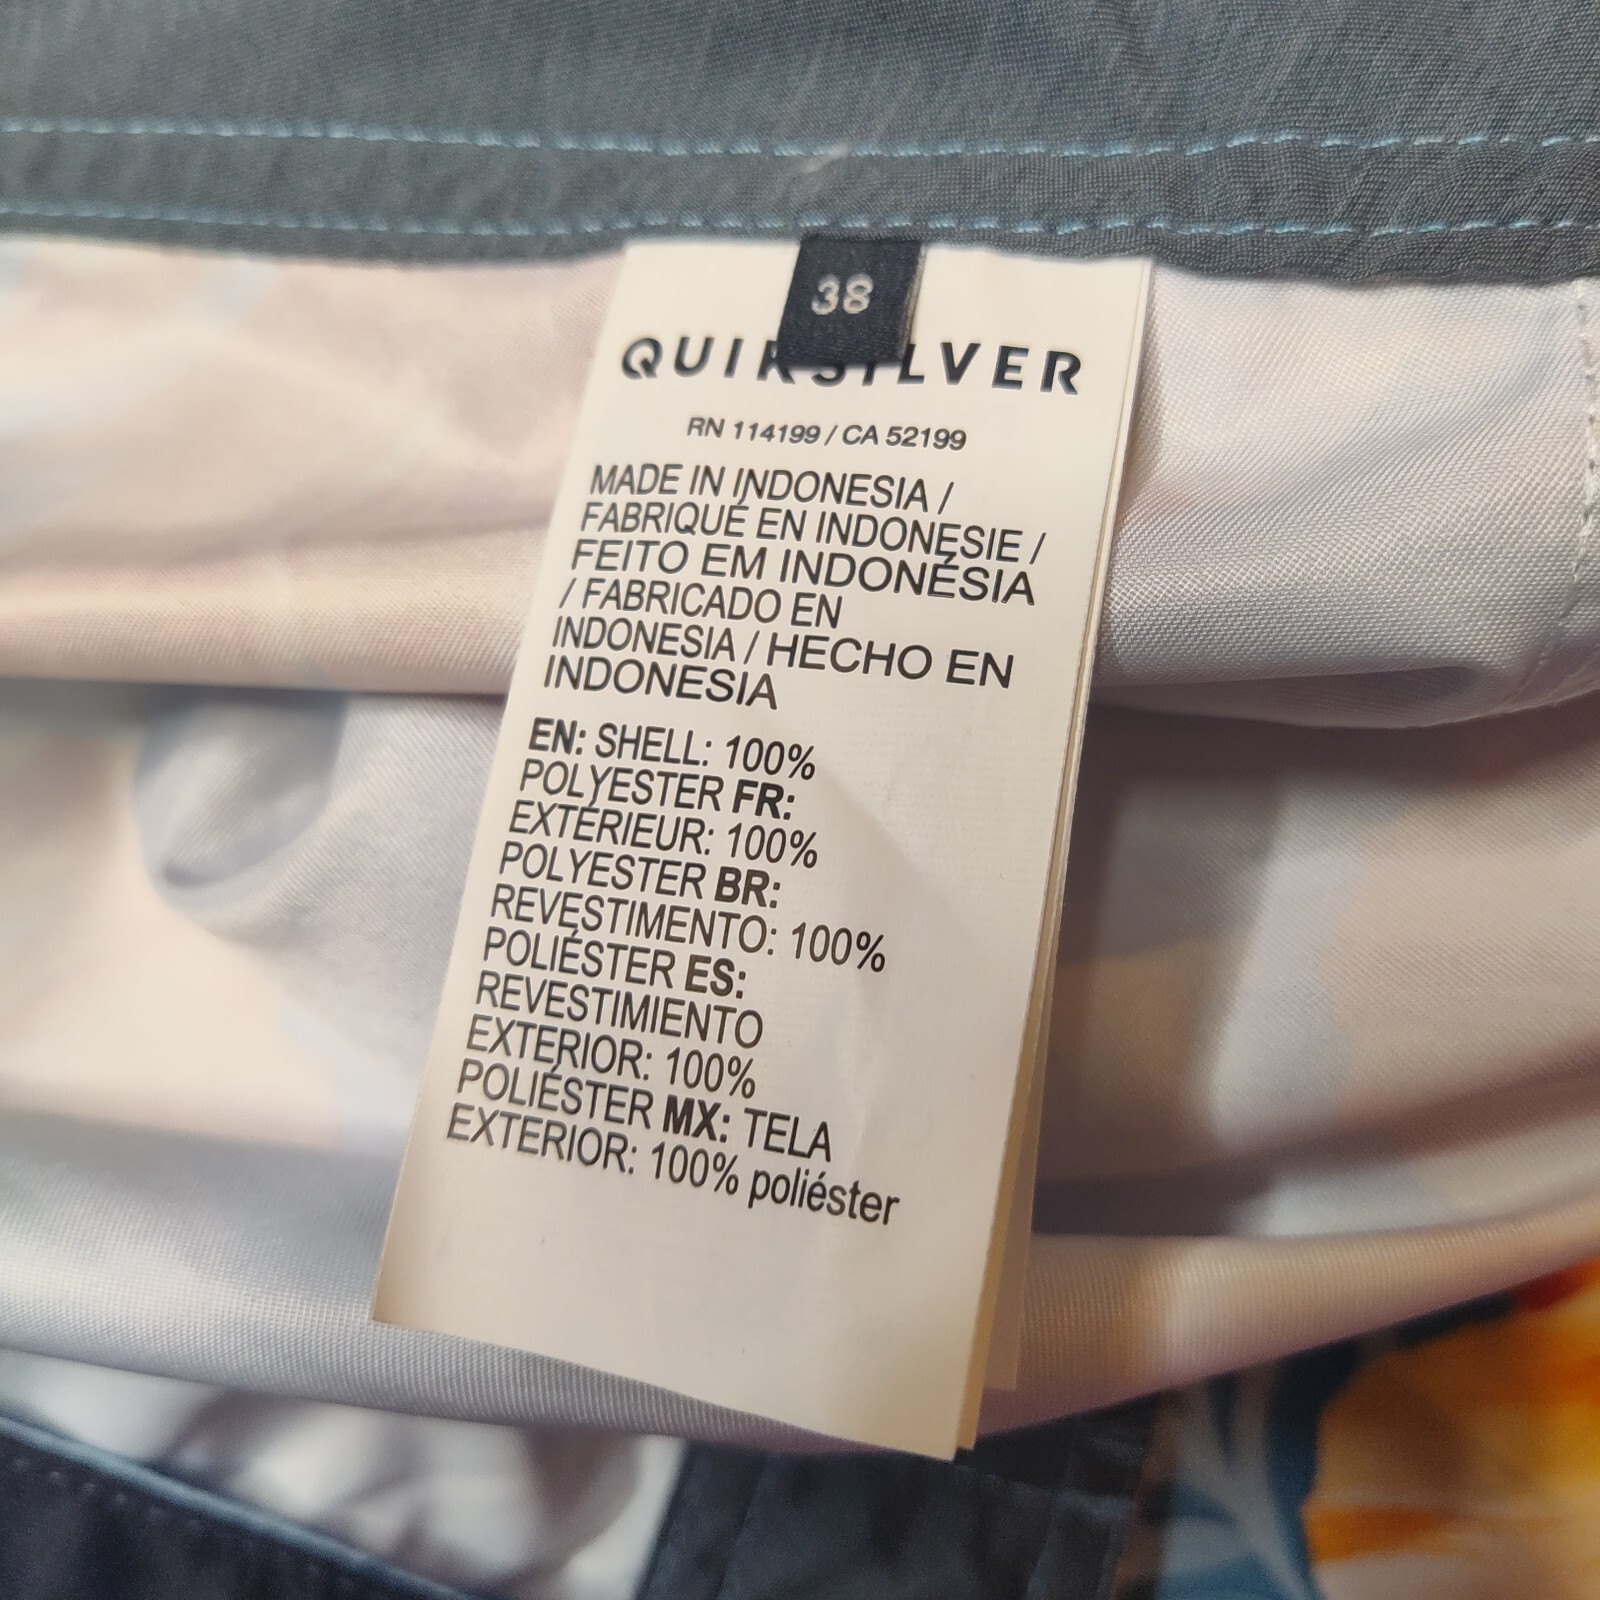 38
QUIKSILVER
RN 114199 / CA 52199
MADE IN INDONESIA /
FABRIQUÉ EN INDONESIE /
FEITO EM INDONÉSIA
/ FABRICADO EN
INDONESIA / HECHO EN
INDONESIA
EN: SHELL: 100%
POLYESTER FR:
EXTÉRIEUR: 100%
POLYESTER BR:
REVESTIMENTO: 100%
POLIÉSTER ES:
REVESTIMIENTO
EXTERIOR: 100%
POLIÉSTER MX: TELA
EXTERIOR: 100% poliéster